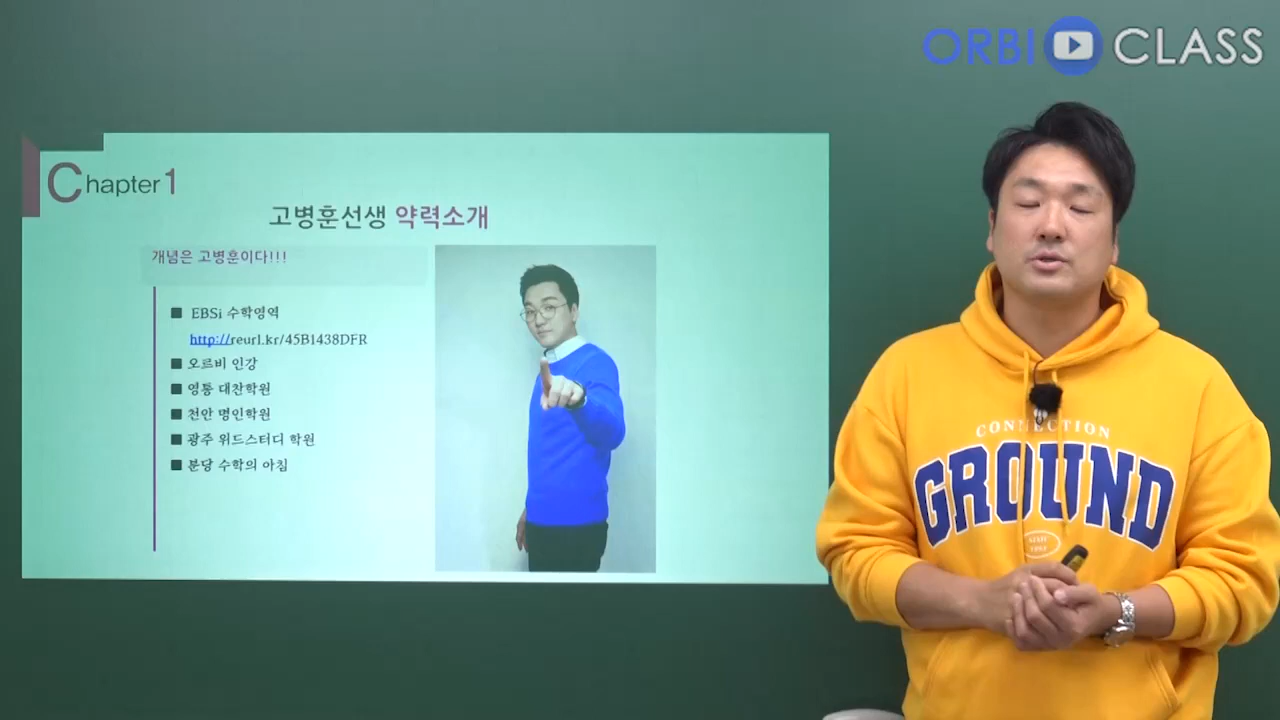 ORBI CLASS
Chapter 1
고병훈선생 약력소개
개념은 고병훈이다!!!
■ EBSi 수학영역
http://reurl.kr/45B1438DFR
■ 오르비 인강
■ 영통 대찬학원
■ 천안 명인학원
■ 광주 위드스터디 학원
■ 분당 수학의 아침
CONNECTION
GROUND